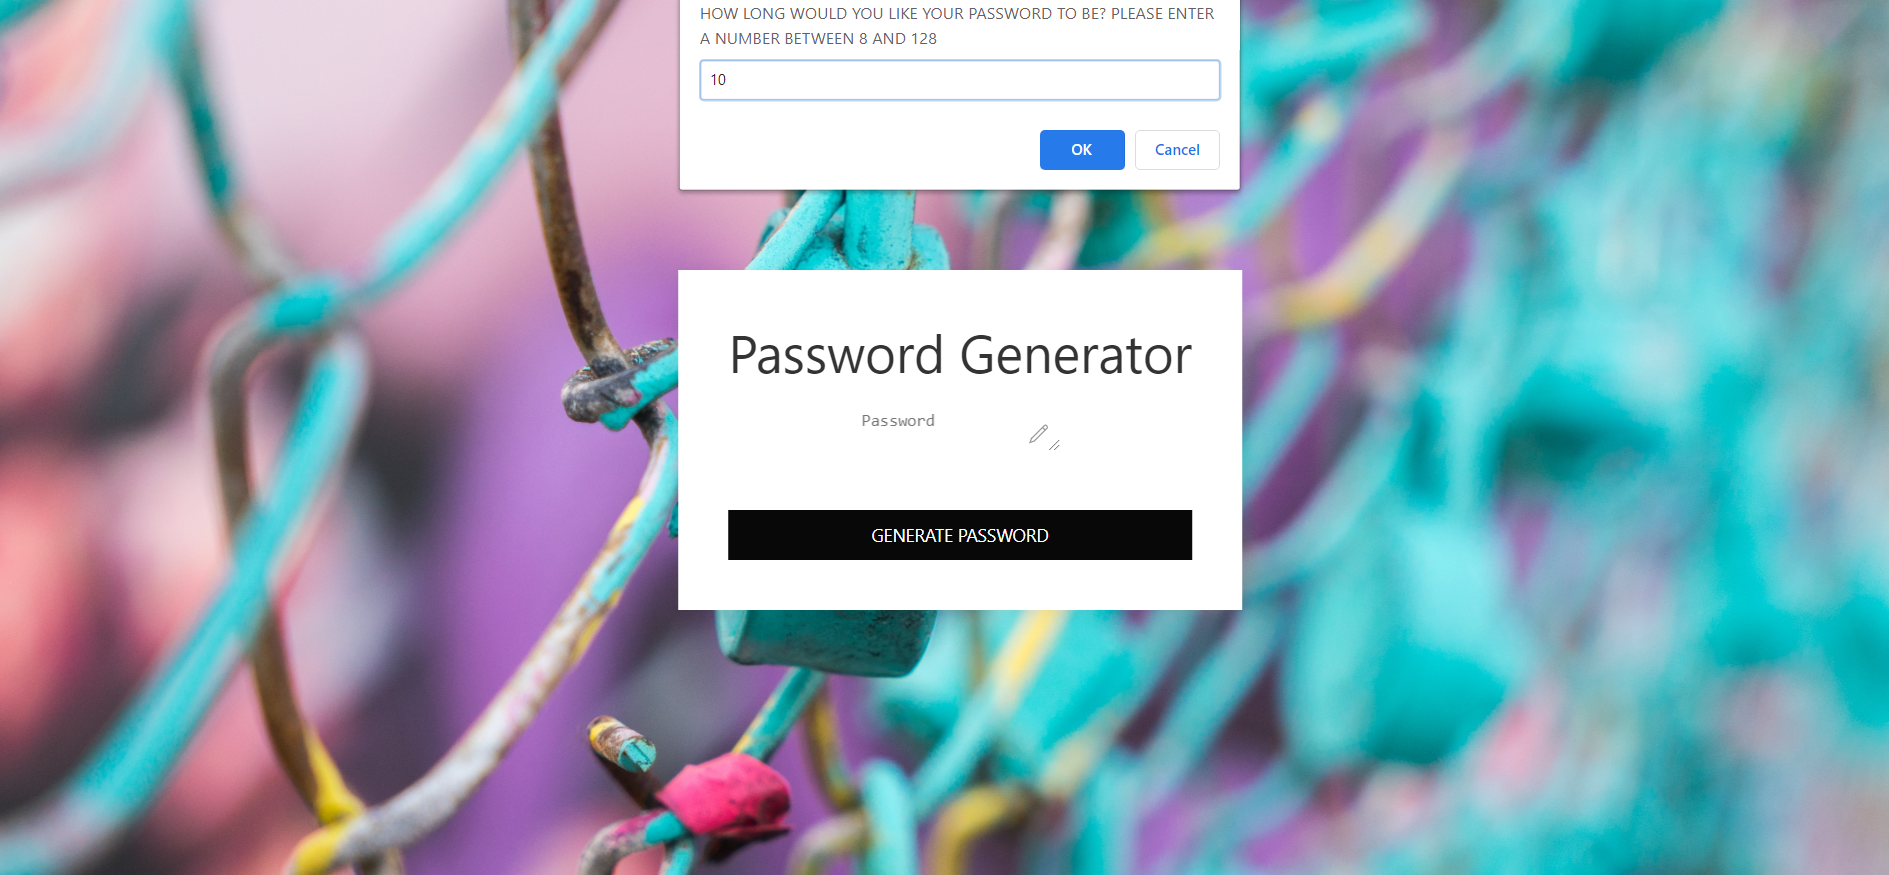 HOW LONG WOULD YOU LIKE YOUR PASSWORD TO BE? PLEASE ENTER
A NUMBER BETWEEN 8 AND 128
10
OK
Cancel
Password Generator
Password
GENERATE PASSWORD